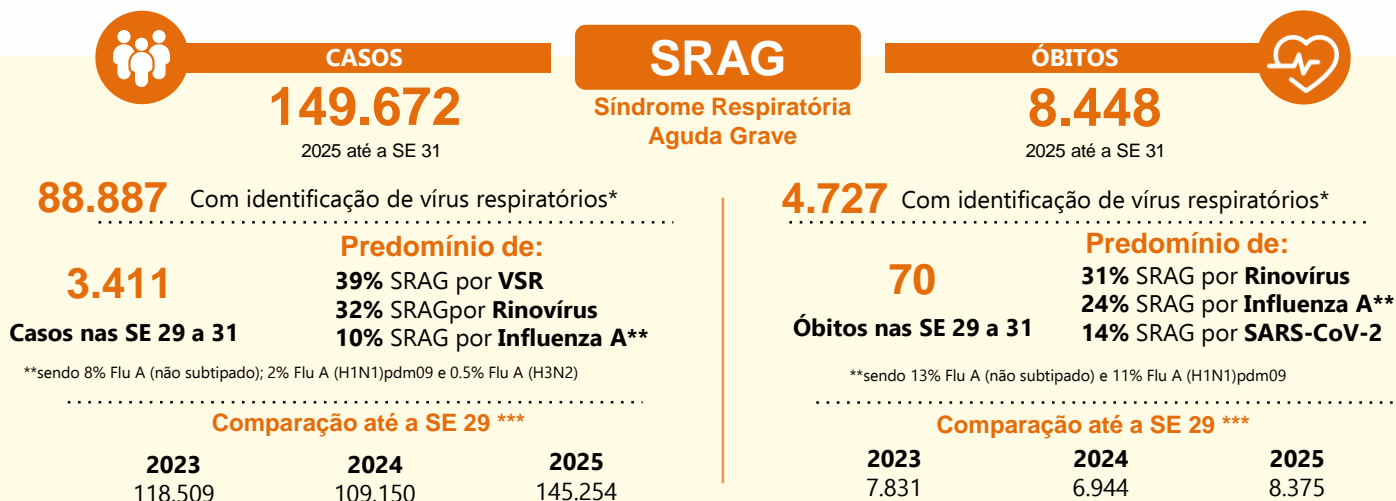 SRAG
Síndrome Respiratória
Aguda Grave
CASOS
149.672
2025 até a SE 31
88.887 Com identificação de vírus respiratórios*
3.411
Casos nas SE 29 a 31
Predomínio de:
39% SRAG por VSR
32% SRAGpor Rinovírus
10% SRAG por Influenza A**
**sendo 8% Flu A (não subtipado); 2% Flu A (H1N1)pdm09 e 0.5% Flu A (H3N2)
Comparação até a SE 29 ***
2023 2024 2025
118.509 109.150 145.254
ÓBITOS
8.448
2025 até a SE 31
4.727 Com identificação de vírus respiratórios*
70
Óbitos nas SE 29 a 31
Predomínio de:
31% SRAG por Rinovírus
24% SRAG por Influenza A**
14% SRAG por SARS-CoV-2
**sendo 13% Flu A (não subtipado) e 11% Flu A (H1N1)pdm09
Comparação até a SE 29 ***
2023 2024 2025
7.831 6.944 8.375